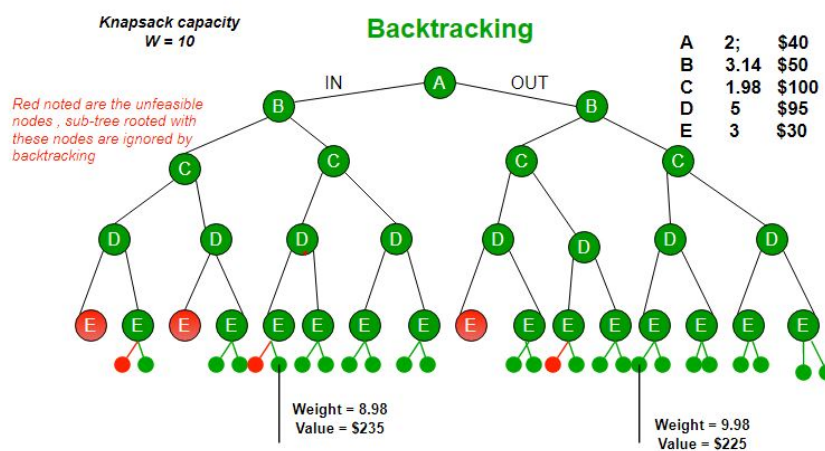 Knapsack capacity
W = 10
Backtracking
A 2; $40
B 3.14 $50
C 1.98 $100
D 5 $95
E 3 $30
Red noted are the unfeasible
nodes , sub-tree rooted with
these nodes are ignored by
backtracking
IN OUT
A
B B
C C C C
D D D D D D D D
E E E E E E E E E E E E E E E E
Weight = 8.98
Value = $235
Weight = 9.98
Value = $225